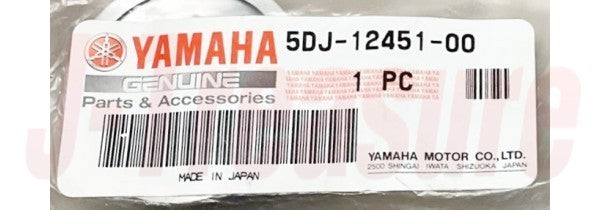 YAMAHA 5DJ-12451-00
GENUINE 1 PC
Parts & Accessories
YAMAHA MOTOR CO., LTD.
2500 SHINGAI IWATA SHIZUOKA JAPAN
MADE IN JAPAN